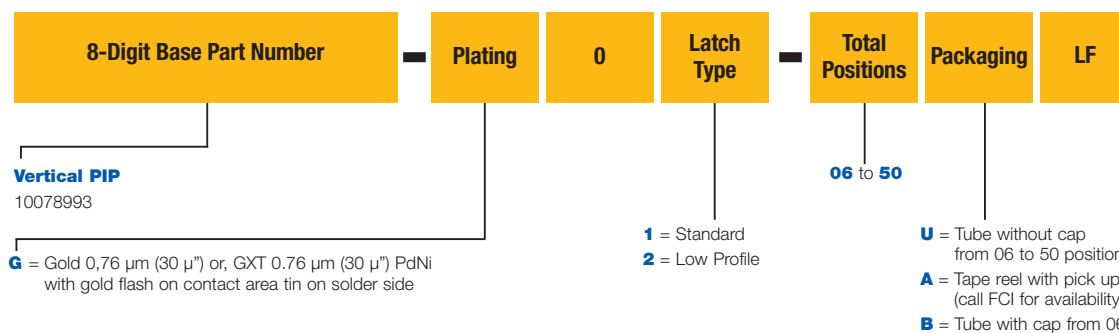 8-Digit Base Part Number - Plating 0 Latch Type - Total Positions Packaging LF
Vertical PIP
10078993
G = Gold 0,76 µm (30 µ") or, GXT 0.76 µm (30 µ") PdNi
with gold flash on contact area tin on solder side
1 = Standard
2 = Low Profile
06 to 50
U = Tube without cap
from 06 to 50 position
A = Tape reel with pick up
(call FCI for availability
B = Tube with cap from 06